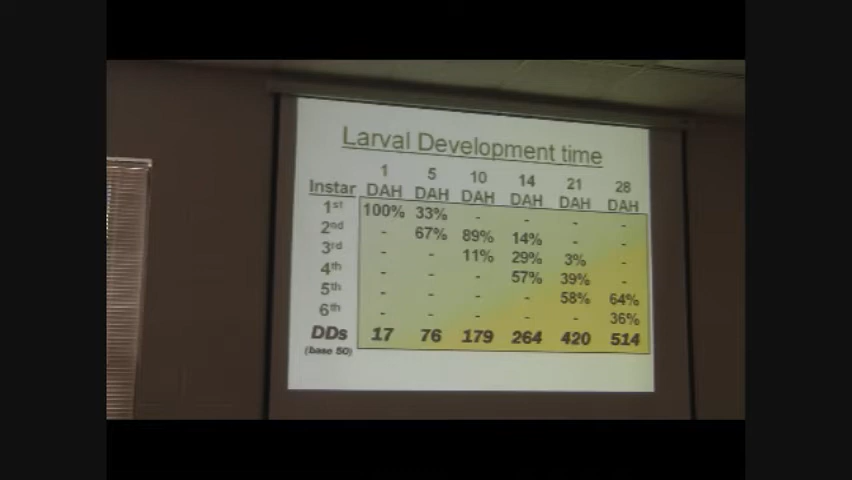 Larval Development time
1 5 10 14 21 28
Instar DAH DAH DAH DAH DAH DAH
1st 100% 33% - - - -
2nd - 67% 89% 14% - -
3rd - - 11% 29% 3% -
4th - - - 57% 39% -
5th - - - - 58% 64%
6th - - - - - 36%
DDs 17 76 179 264 420 514
(base 50)